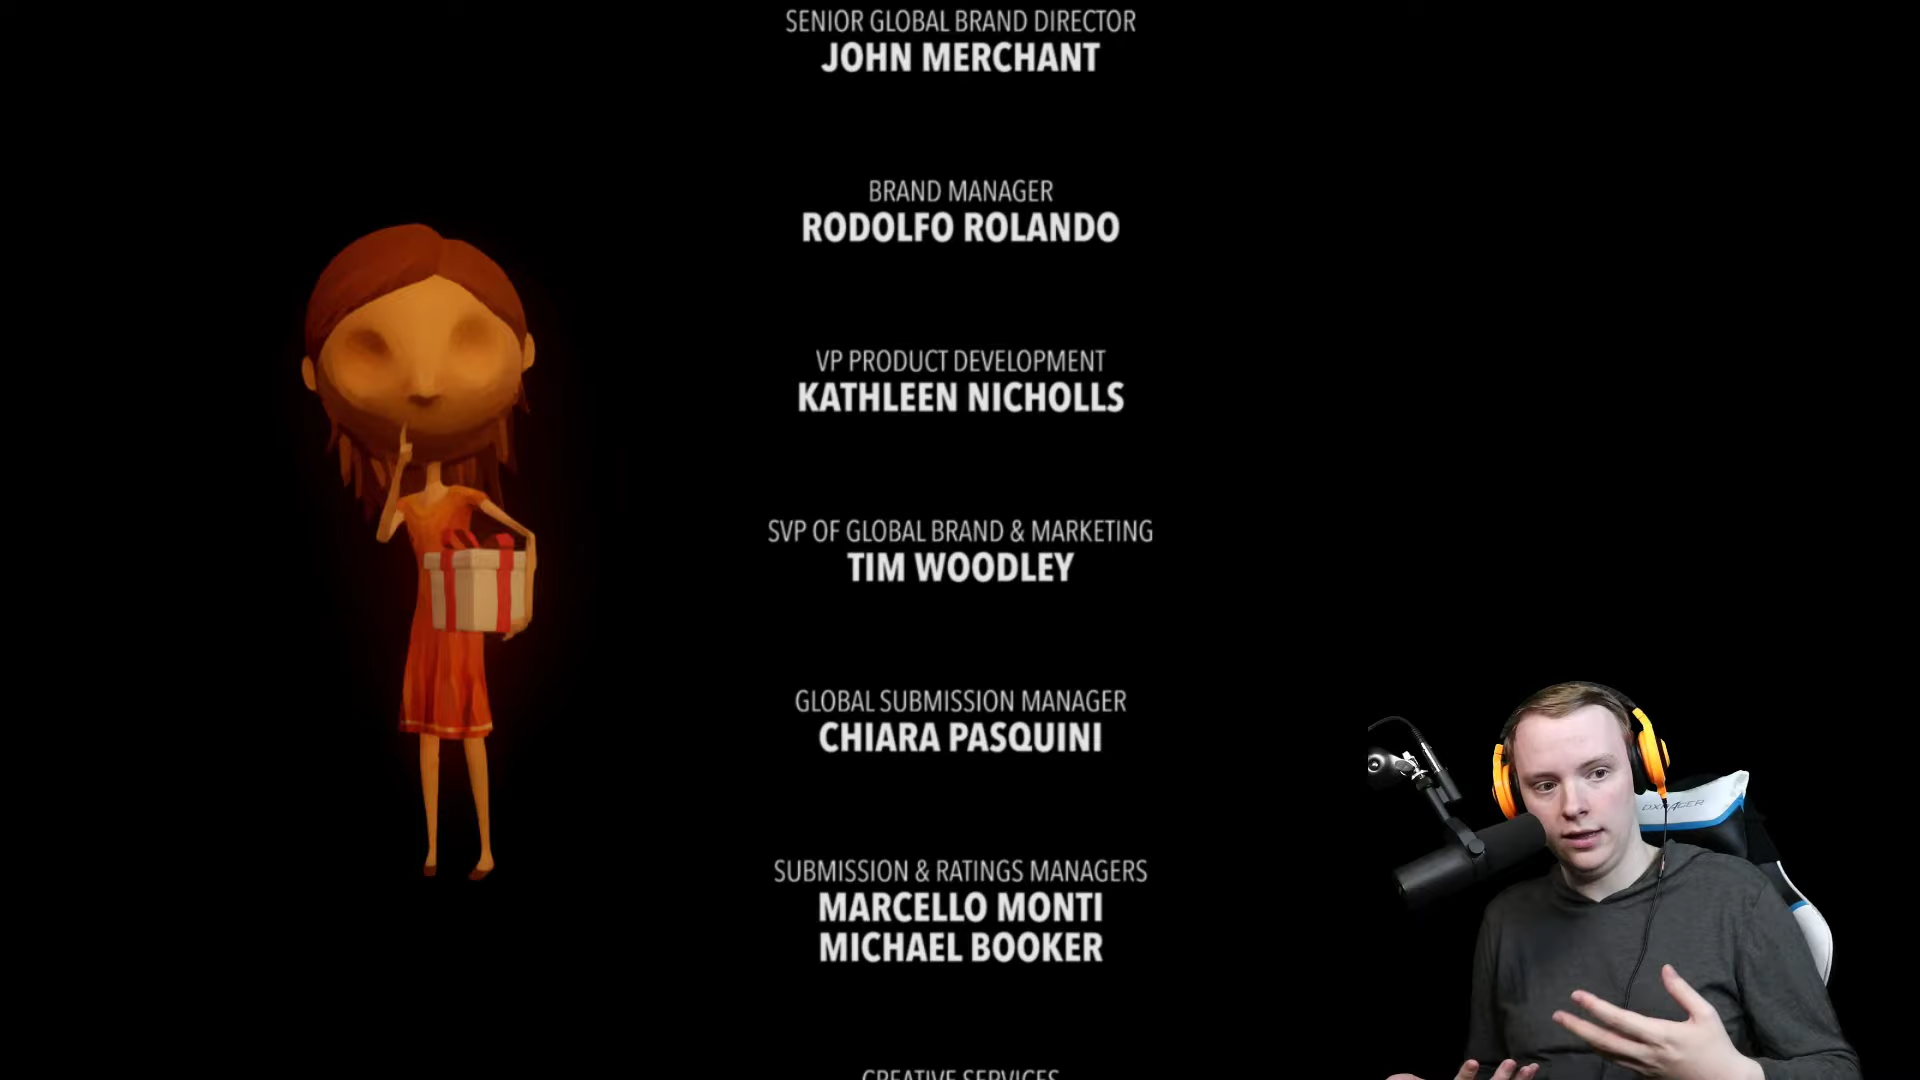 SENIOR GLOBAL BRAND DIRECTOR
JOHN MERCHANT
BRAND MANAGER
RODOLFO ROLANDO
VP PRODUCT DEVELOPMENT
KATHLEEN NICHOLLS
SVP OF GLOBAL BRAND & MARKETING
TIM WOODLEY
GLOBAL SUBMISSION MANAGER
CHIARA PASQUINI
SUBMISSION & RATINGS MANAGERS
MARCELLO MONTI
MICHAEL BOOKER
CREATIVE SERVICES
DXRACER